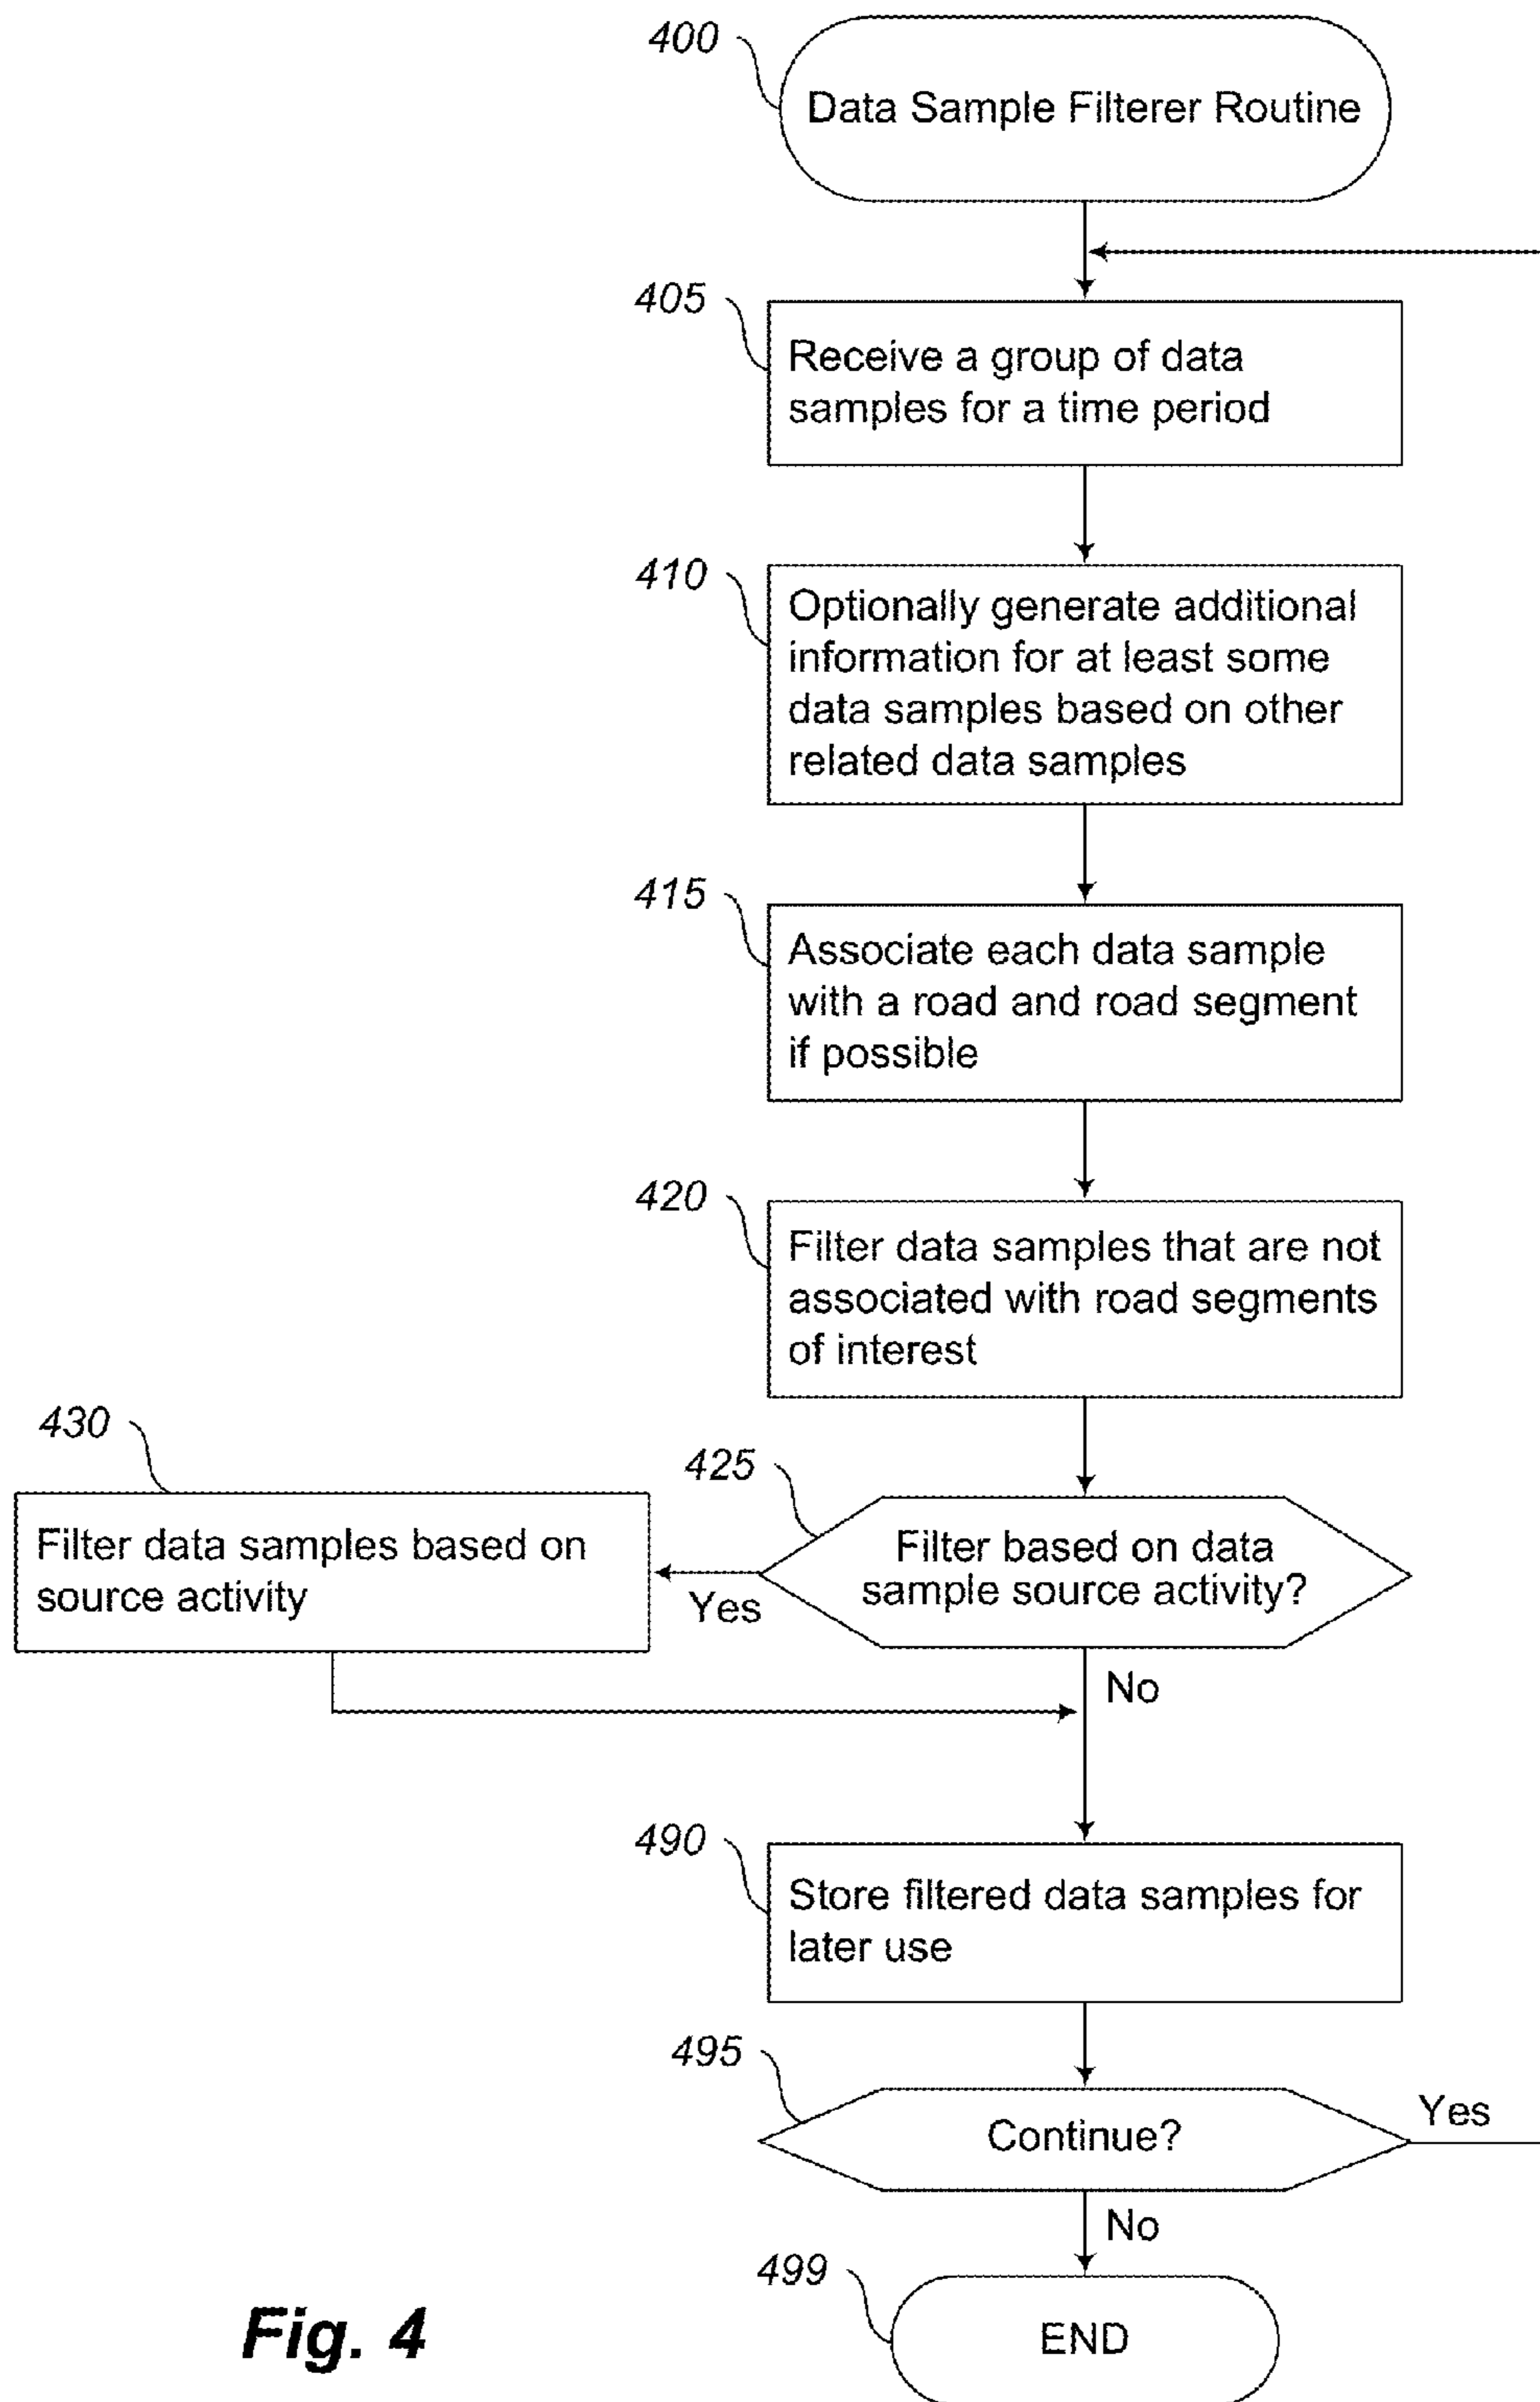 400
Data Sample Filterer Routine
405
Receive a group of data
samples for a time period
410
Optionally generate additional
information for at least some
data samples based on other
related data samples
415
Associate each data sample
with a road and road segment
if possible
420
Filter data samples that are not
associated with road segments
of interest
430
425
Filter data samples based on
source activity
Yes
Filter based on data
sample source activity?
No
490
Store filtered data samples for
later use
495
Continue?
Yes
No
499
END
Fig. 4